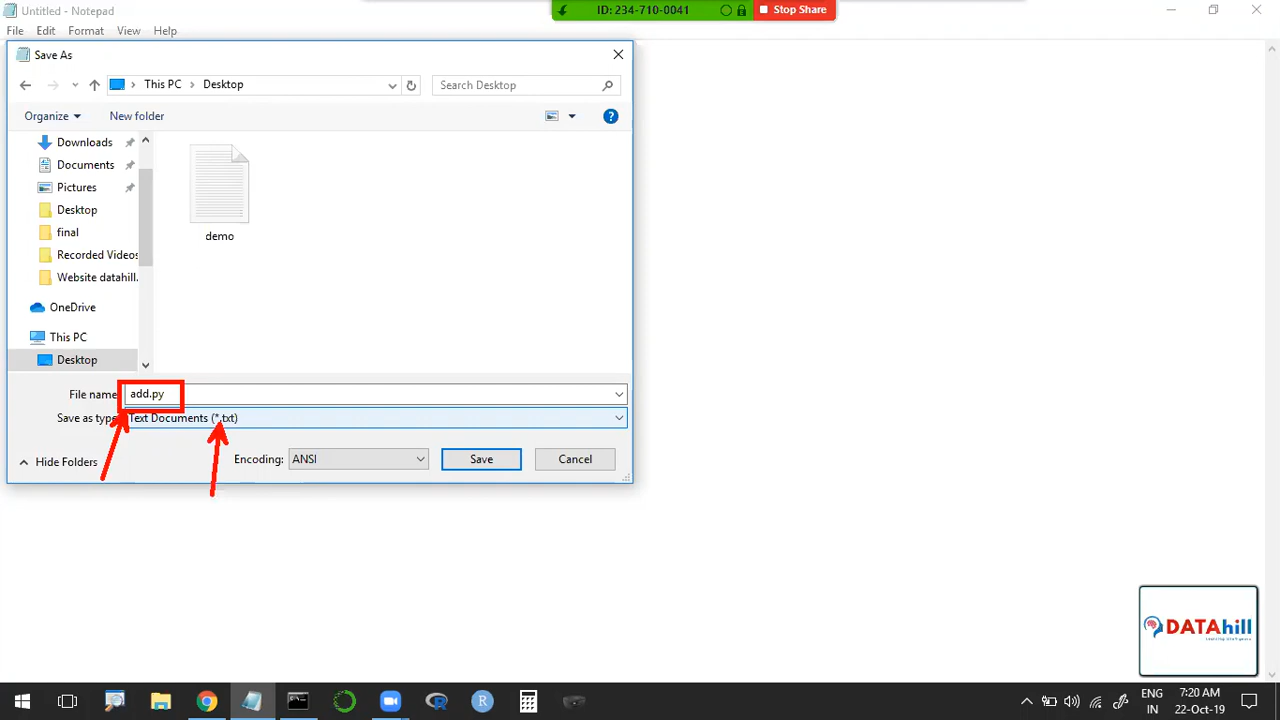 Untitled - Notepad
ID: 234-710-0041
Stop Share
File Edit Format View Help
Save As
This PC
Desktop
Search Desktop
Organize
New folder
Downloads
Documents
Pictures
Desktop
final
Recorded Videos
Website datahill.
OneDrive
This PC
Desktop
demo
File name
add.py
Save as type
Text Documents (*.txt)
Hide Folders
Encoding:
ANSI
Save
Cancel
DATAhill
ENG
IN
7:20 AM
22-Oct-19